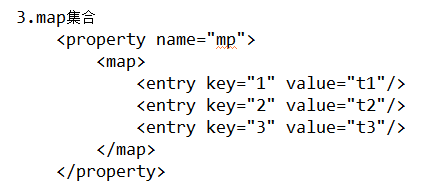 3.map集合
    <property name="mp">
        <map>
            <entry key="1" value="t1"/>
            <entry key="2" value="t2"/>
            <entry key="3" value="t3"/>
        </map>
    </property>